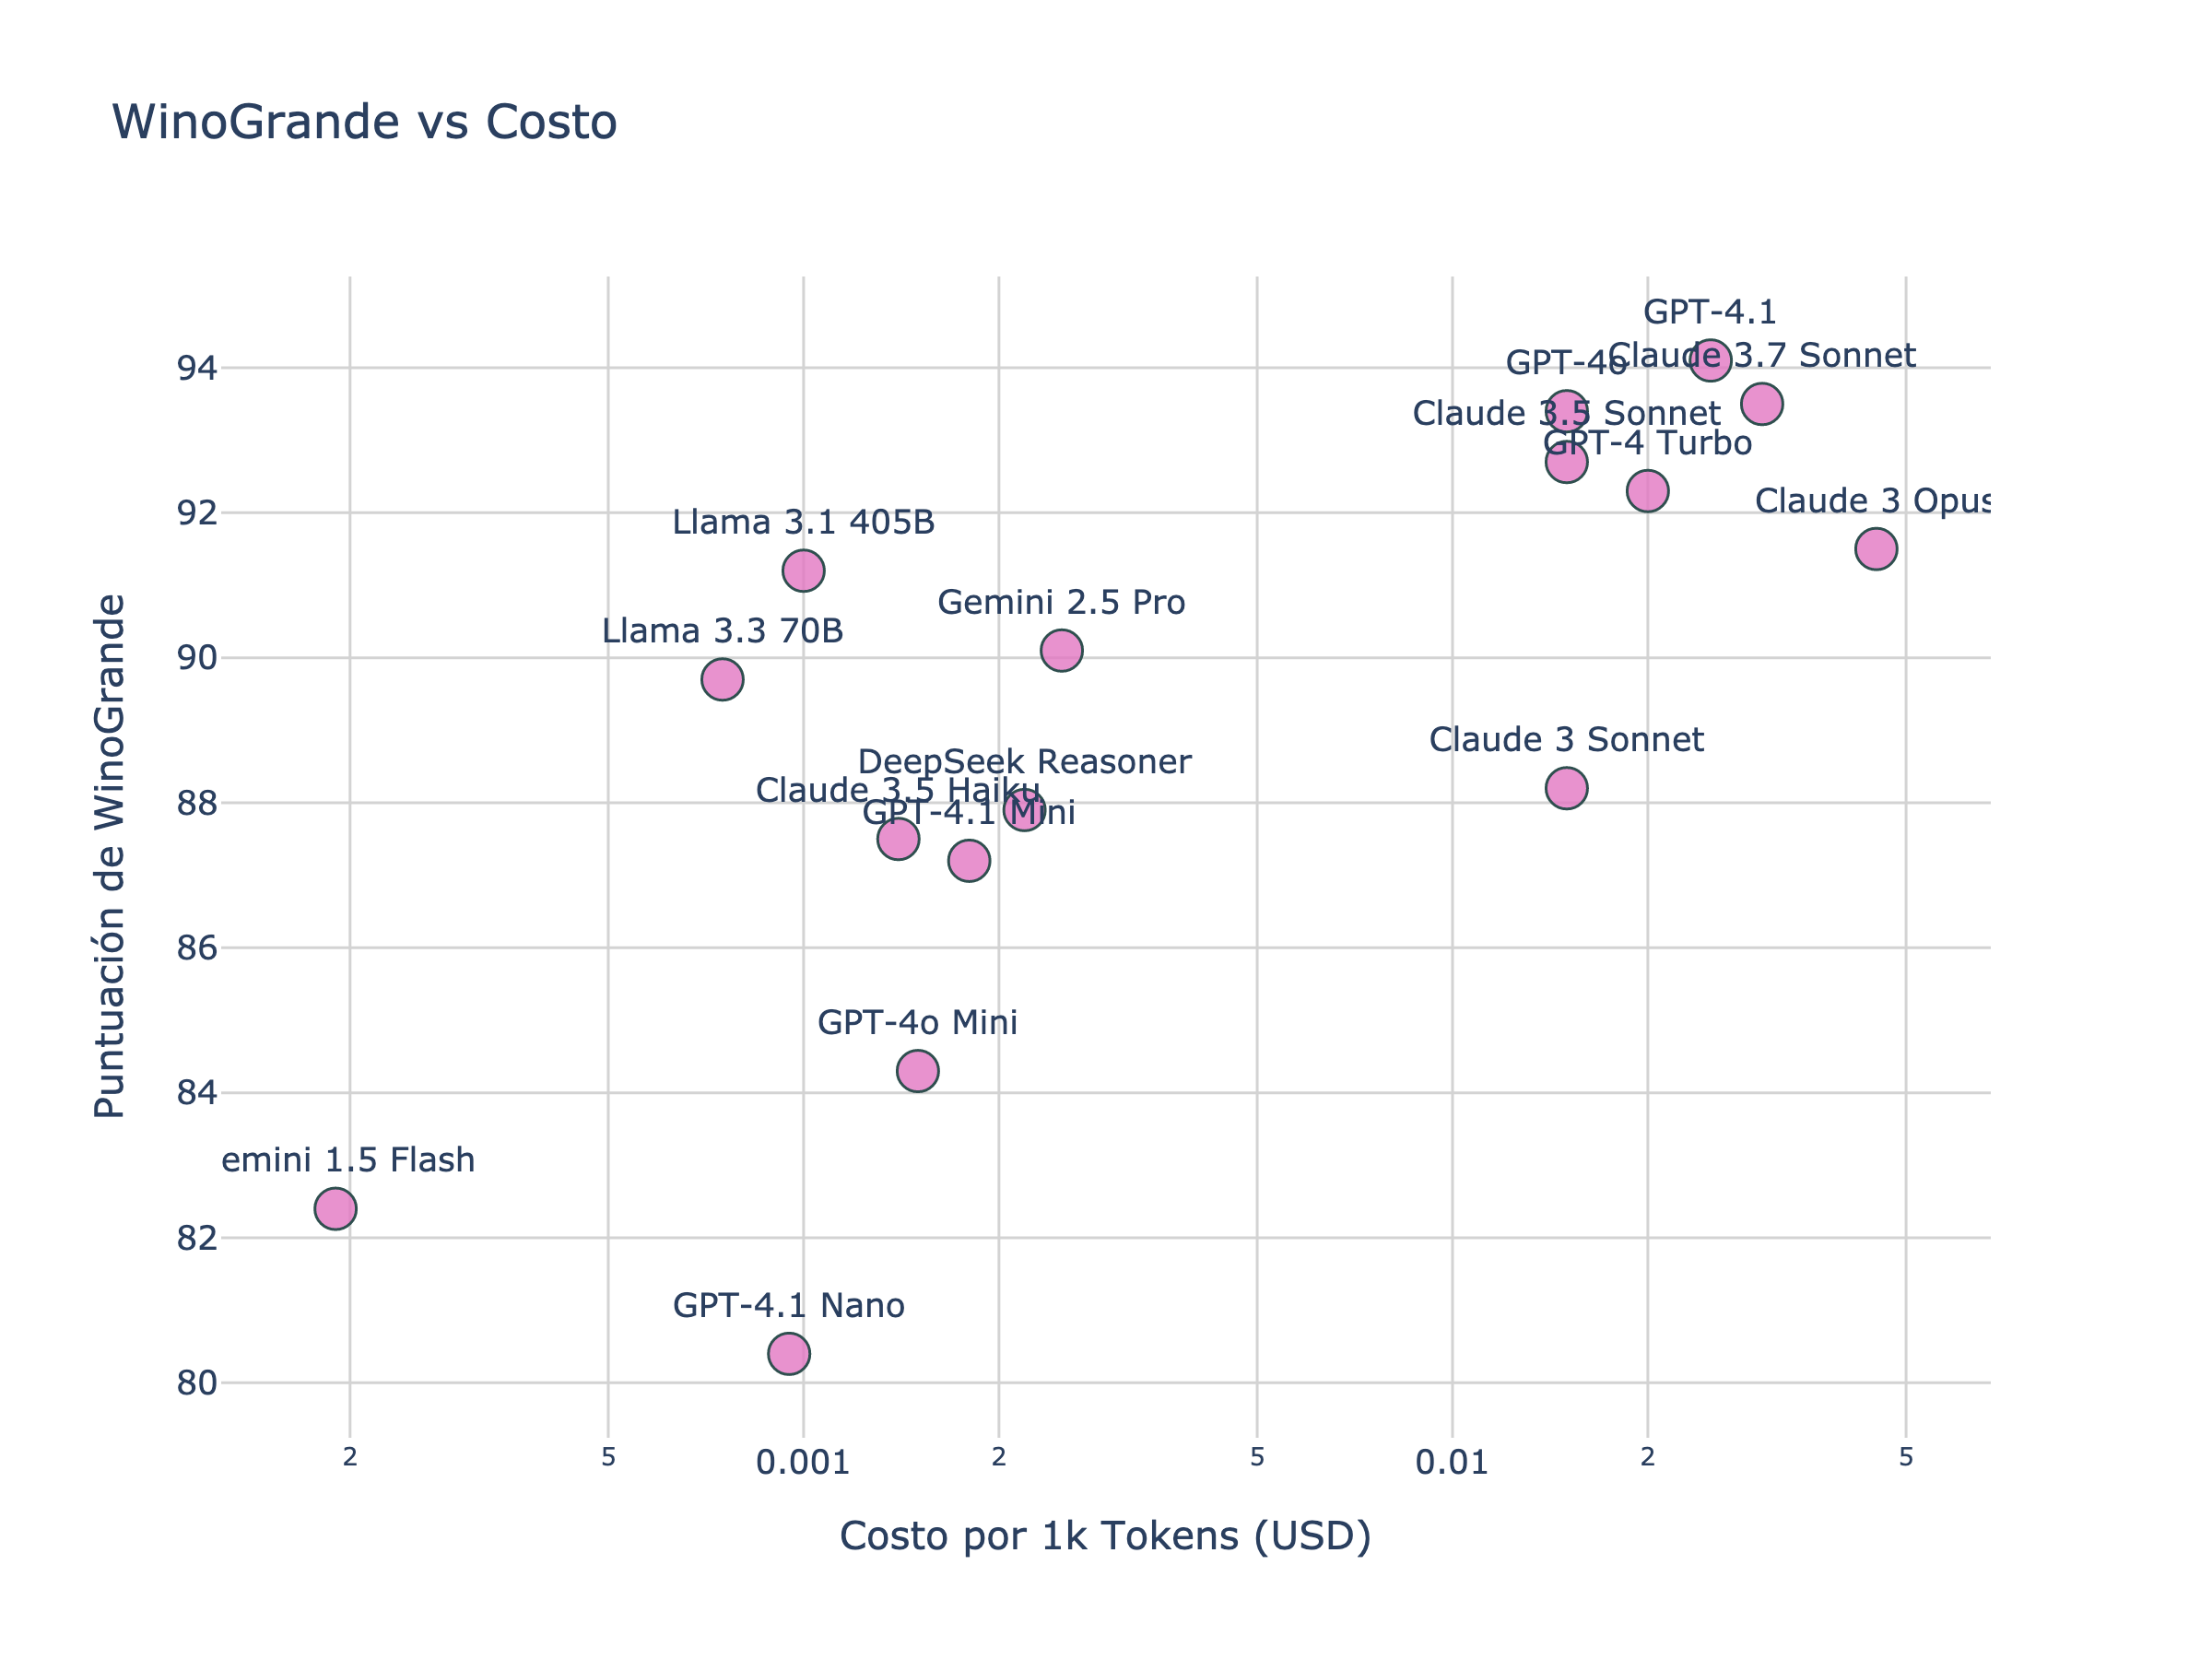 WinoGrande vs Costo
GPT-4.1
Claude 3.7 Sonnet
GPT-4o
Claude 3.5 Sonnet
GPT-4 Turbo
Claude 3 Opus
Llama 3.1 405B
Gemini 2.5 Pro
Llama 3.3 70B
Claude 3 Sonnet
DeepSeek Reasoner
Claude 3.5 Haiku
GPT-4.1 Mini
GPT-4o Mini
emini 1.5 Flash
GPT-4.1 Nano
94
92
90
88
86
84
82
80
Puntuación de WinoGrande
2 5 0.001 2 5 0.01 2 5
Costo por 1k Tokens (USD)